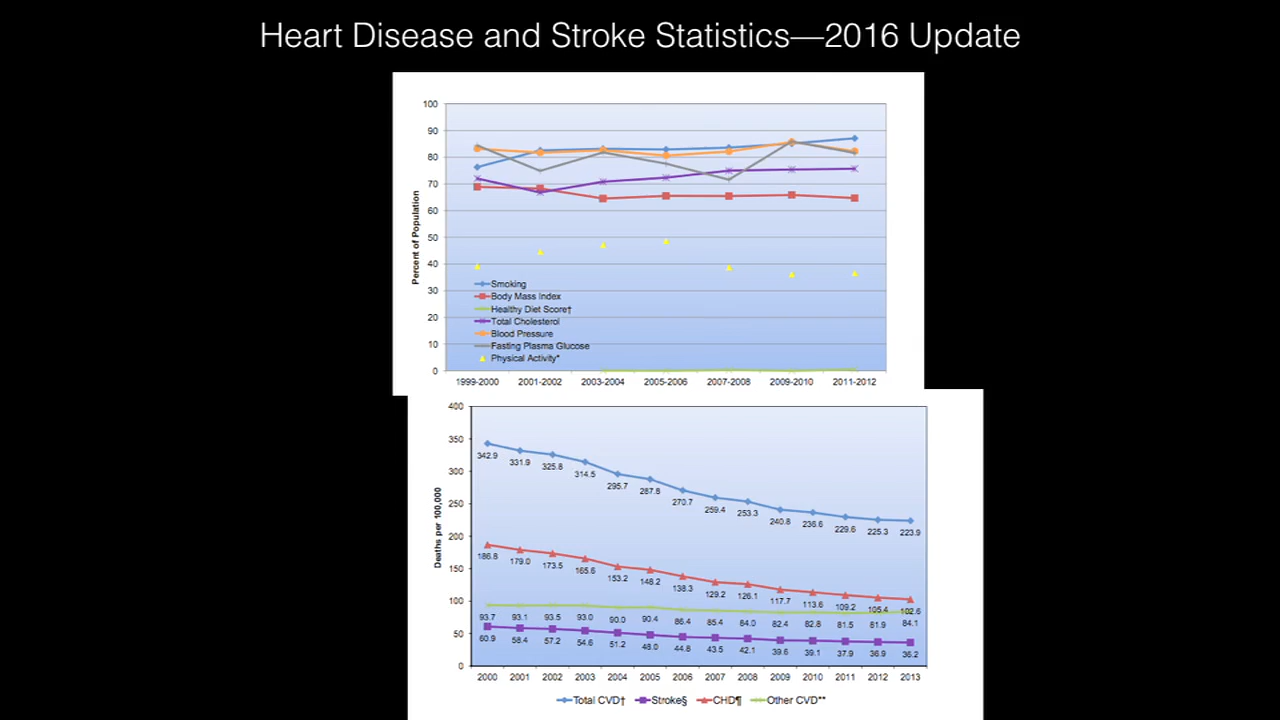 Heart Disease and Stroke Statistics—2016 Update
100
90
80
70
60
50
40
30
20
10
0
Percent of Population
Smoking
Body Mass Index
Healthy Diet Score†
Total Cholesterol
Blood Pressure
Fasting Plasma Glucose
Physical Activity*
1999-2000 2001-2002 2003-2004 2005-2006 2007-2008 2009-2010 2011-2012
400
350
300
250
200
150
100
50
0
Deaths per 100,000
342.9 331.9 325.8 314.5 295.7 287.8 270.7 259.4 253.3 240.8 236.6 229.6 225.3 223.9
186.8 179.0 173.5 165.6 153.2 148.2 138.3 129.2 126.1 117.7 113.6 109.2 105.4 102.6
93.7 93.1 93.5 93.0 90.0 90.4 86.4 85.4 84.0 82.4 82.8 81.5 81.9 84.1
60.9 58.4 57.2 54.6 51.2 48.0 44.8 43.5 42.1 39.6 39.1 37.9 36.9 36.2
2000 2001 2002 2003 2004 2005 2006 2007 2008 2009 2010 2011 2012 2013
Total CVD† Stroke§ CHD¶ Other CVD**